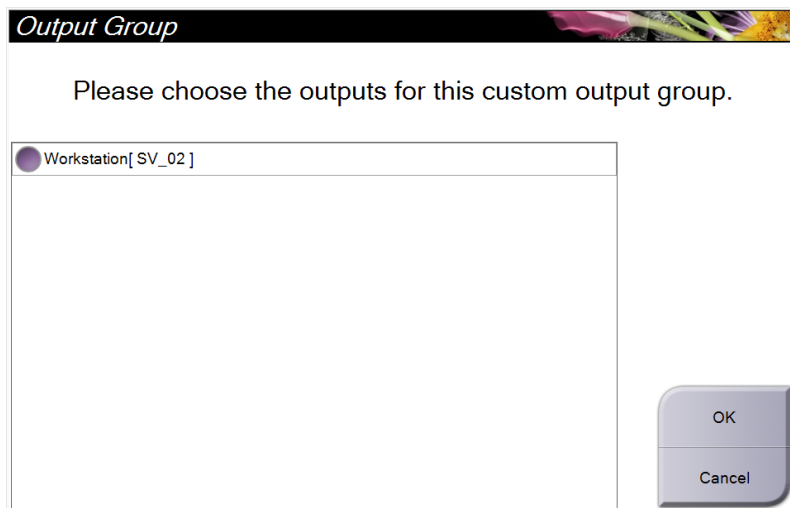 Output Group
Please choose the outputs for this custom output group.
Workstation[ SV_02 ]
OK
Cancel